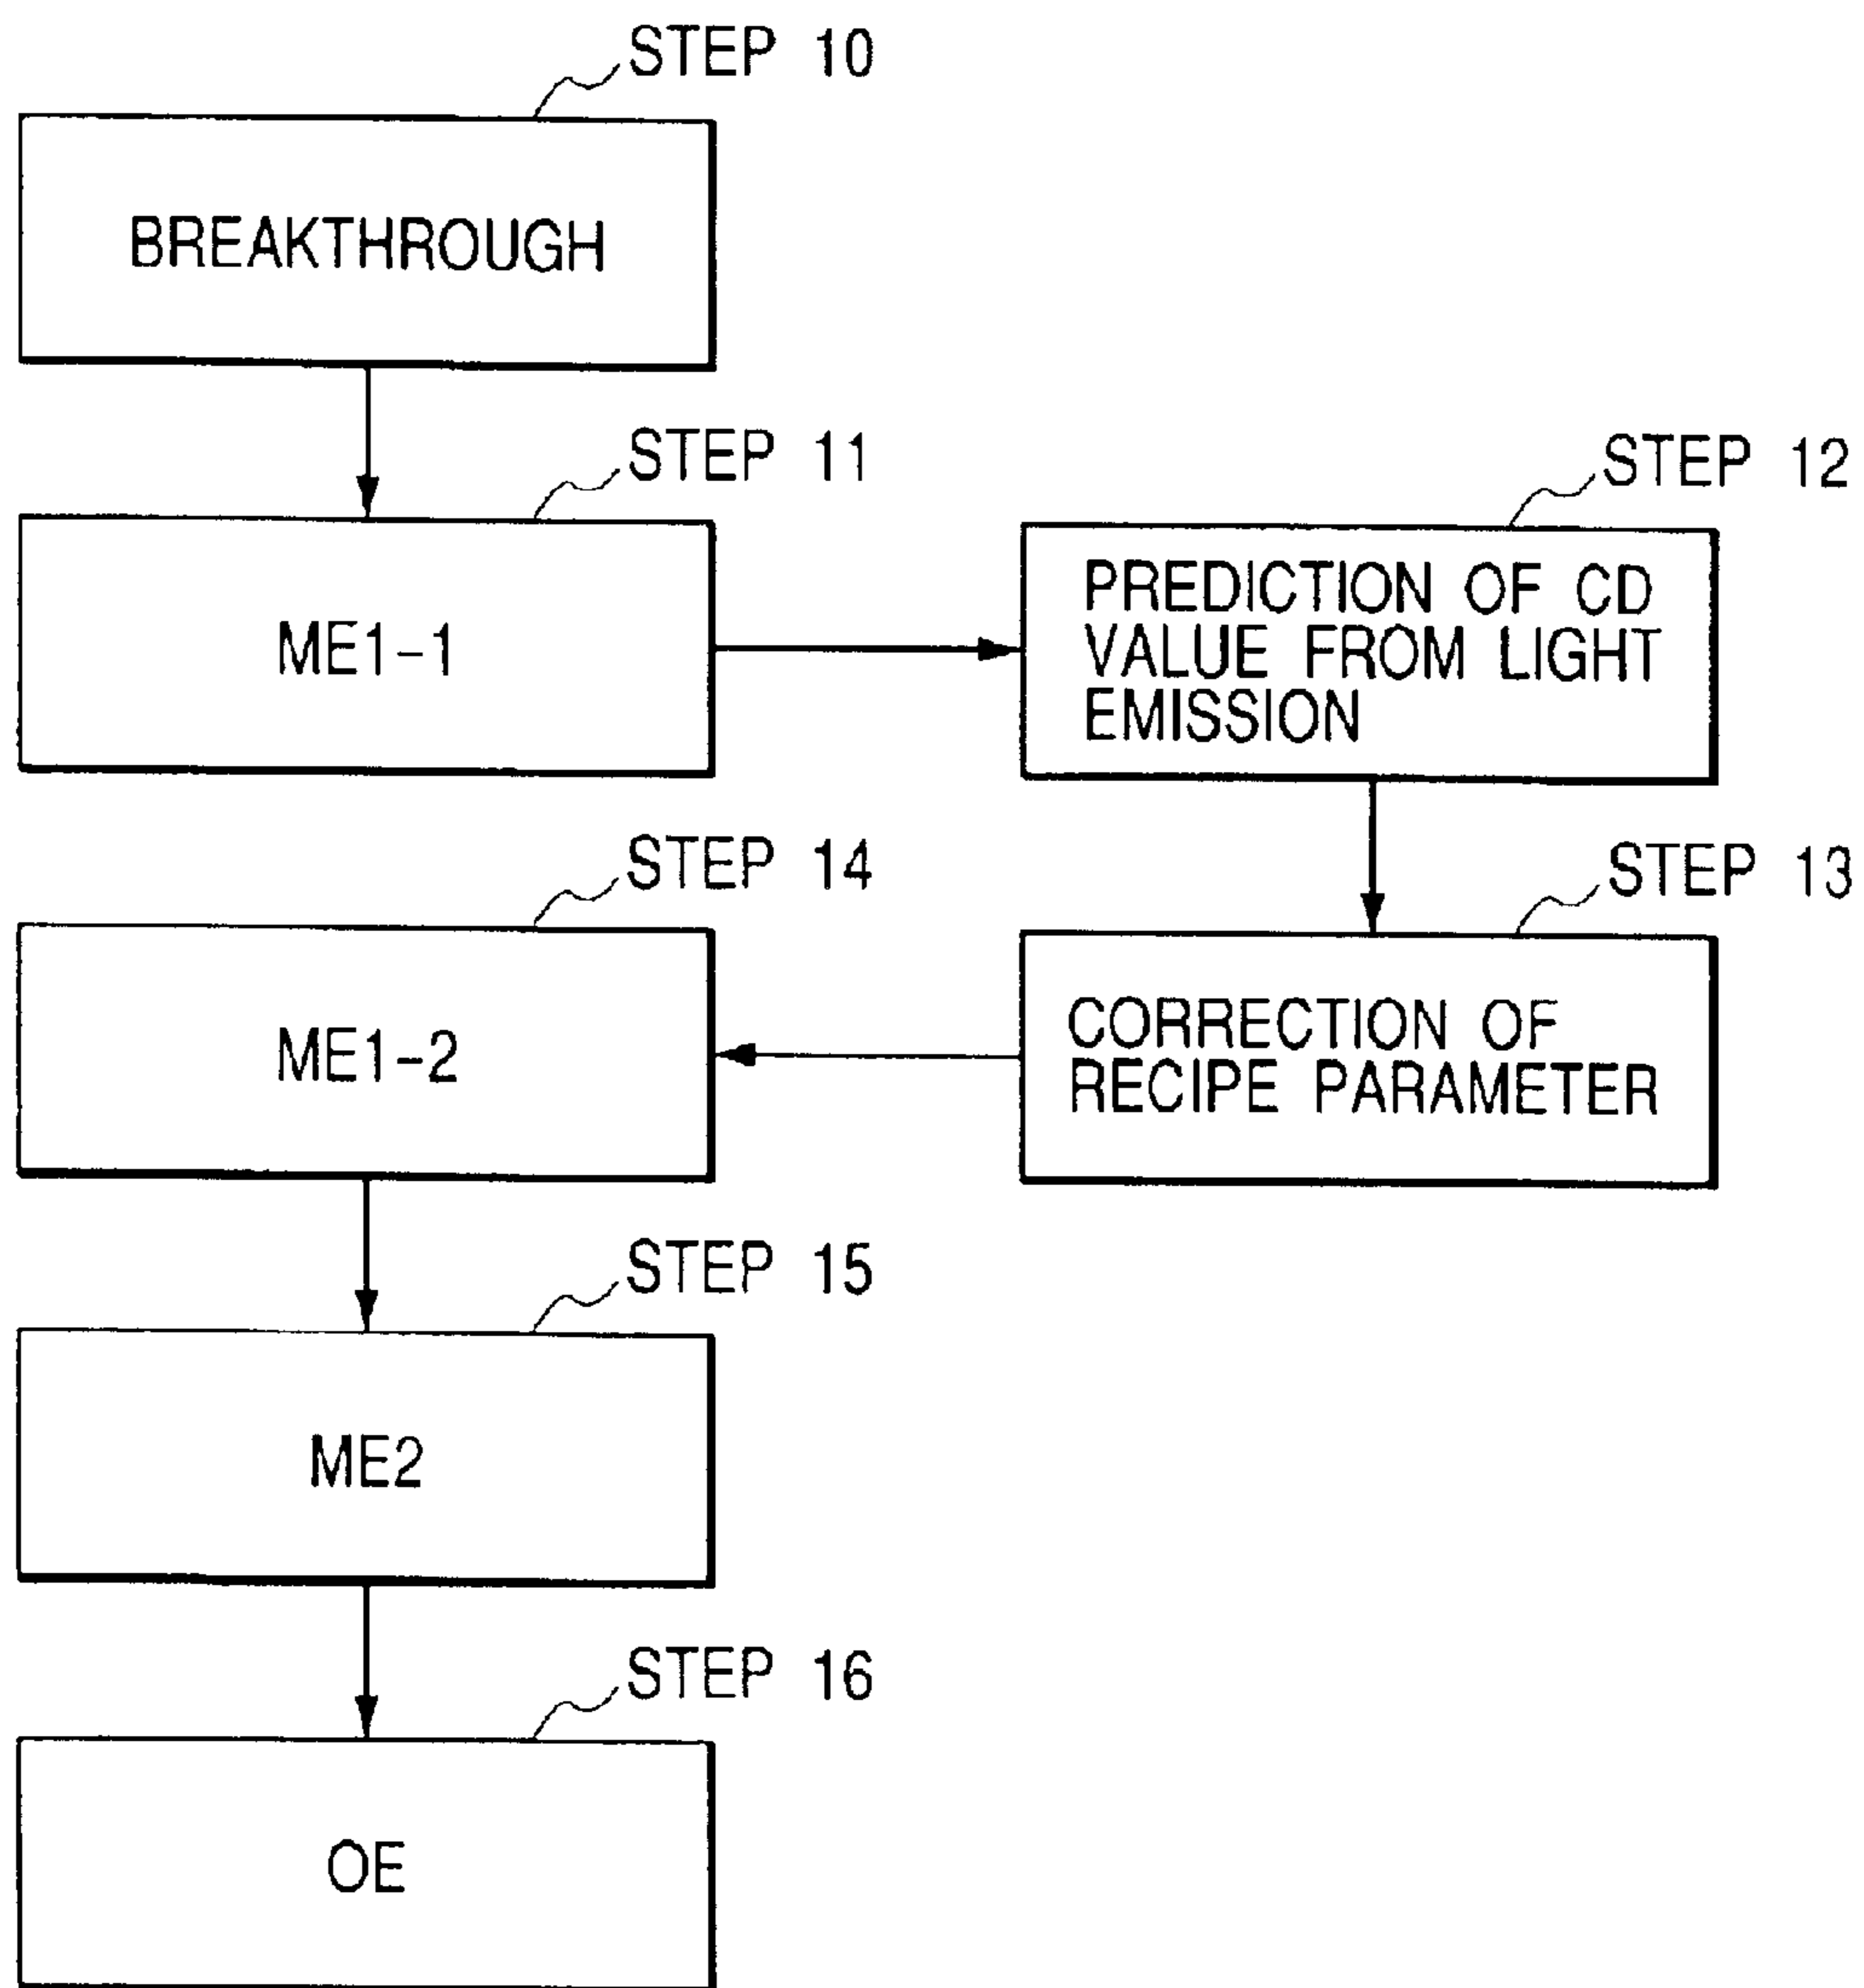 STEP 10
BREAKTHROUGH
STEP 11
ME1-1
STEP 12
PREDICTION OF CD
VALUE FROM LIGHT
EMISSION
STEP 13
CORRECTION OF
RECIPE PARAMETER
STEP 14
ME1-2
STEP 15
ME2
STEP 16
OE